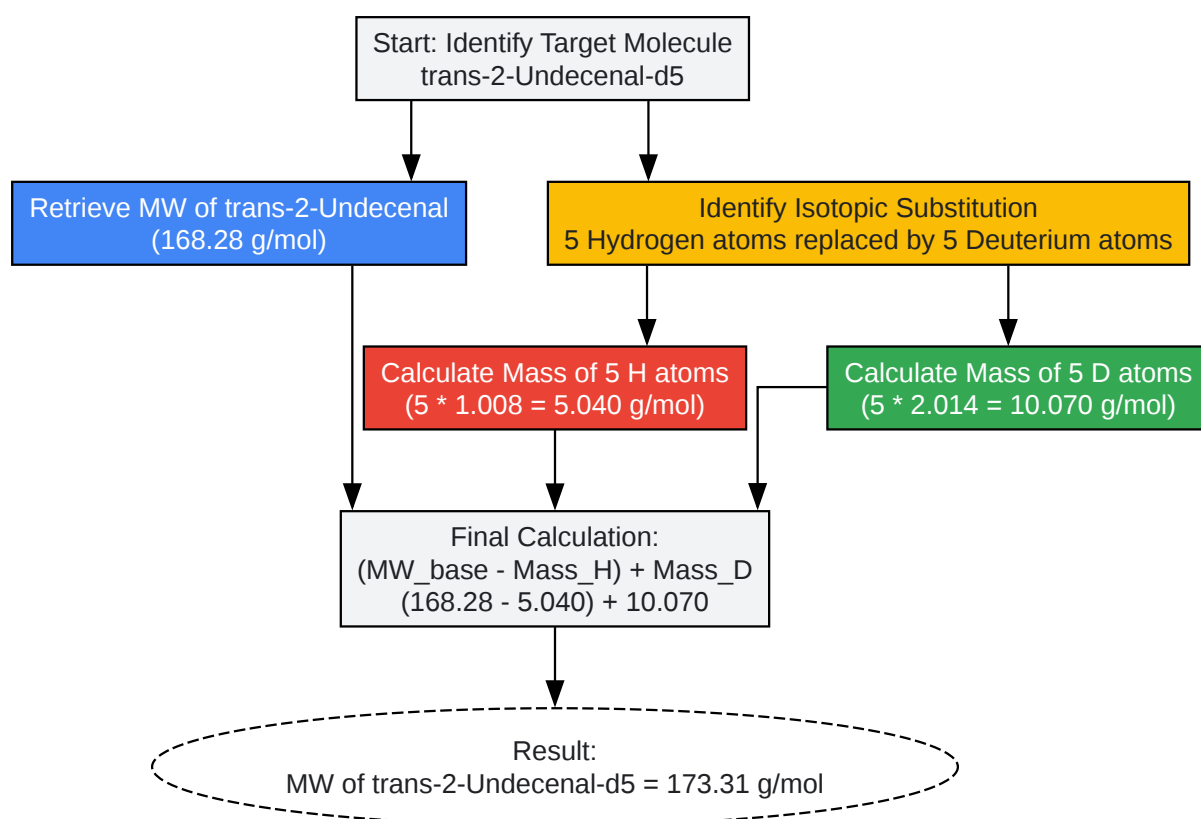 Start: Identify Target Molecule
trans-2-Undecenal-d5
Retrieve MW of trans-2-Undecenal
(168.28 g/mol)
Identify Isotopic Substitution
5 Hydrogen atoms replaced by 5 Deuterium atoms
Calculate Mass of 5 H atoms
(5 * 1.008 = 5.040 g/mol)
Calculate Mass of 5 D atoms
(5 * 2.014 = 10.070 g/mol)
Final Calculation:
(MW_base - Mass_H) + Mass_D
(168.28 - 5.040) + 10.070
Result:
MW of trans-2-Undecenal-d5 = 173.31 g/mol